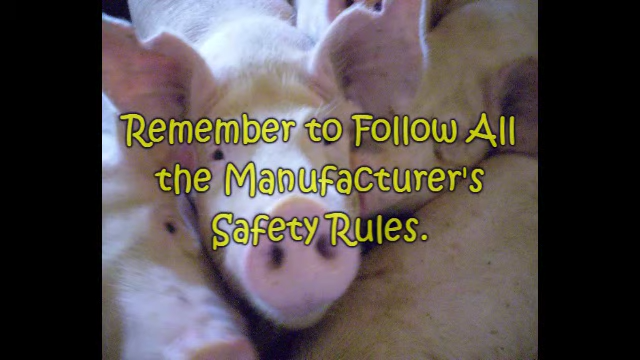 Remember to Follow All
the Manufacturer's
Safety Rules.